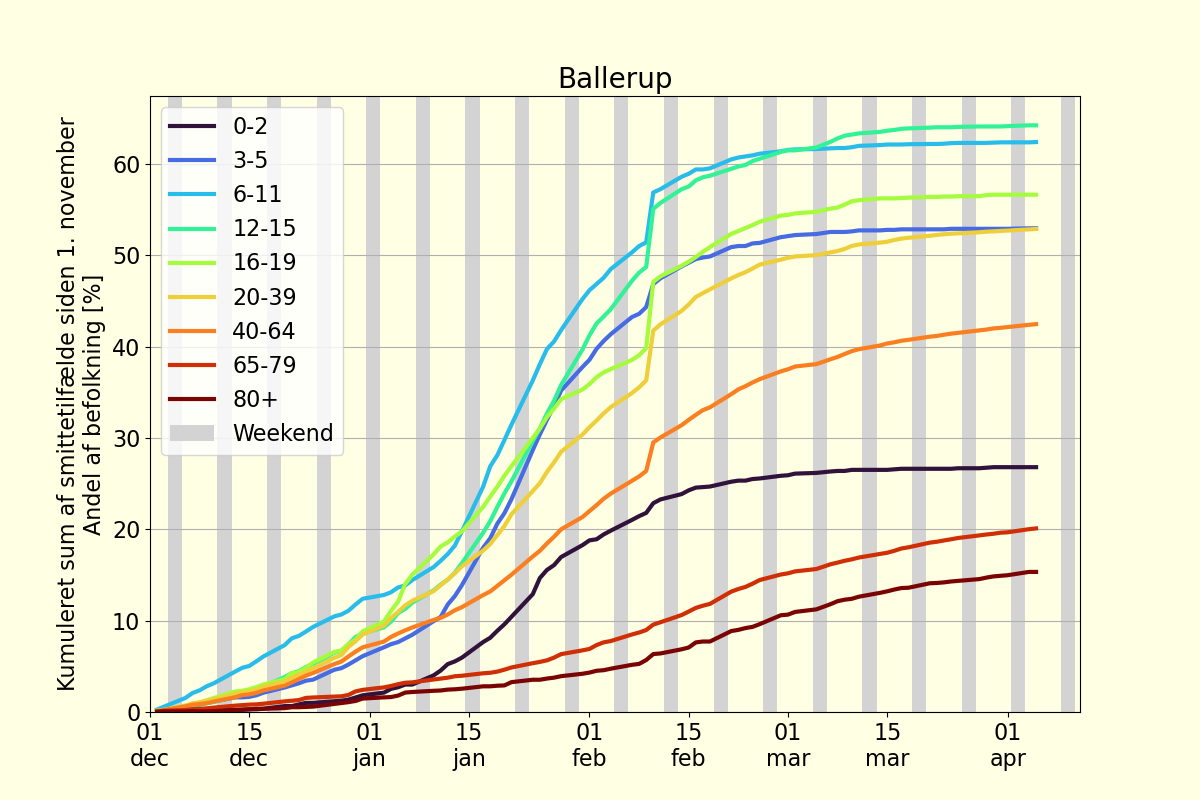 Ballerup
Kumuleret sum af smittetilfælde siden 1. november
Andel af befolkning [%]
60
50
40
30
20
10
0
0-2
3-5
6-11
12-15
16-19
20-39
40-64
65-79
80+
Weekend
01 15 01 15 01 15 01 15 01
dec dec jan jan feb feb mar mar apr